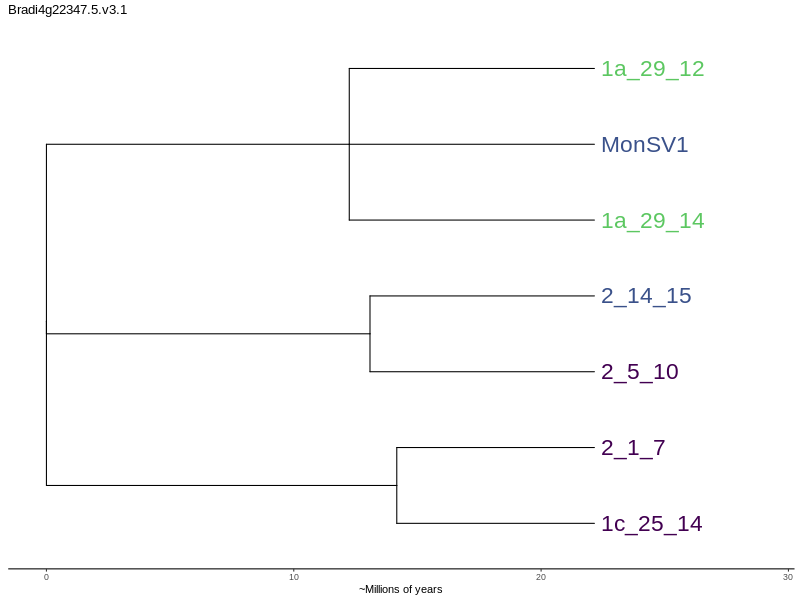 Bradi4g22347.5.v3.1
1a_29_12
MonSV1
1a_29_14
2_14_15
2_5_10
2_1_7
1c_25_14
0 10 20 30
~Millions of years